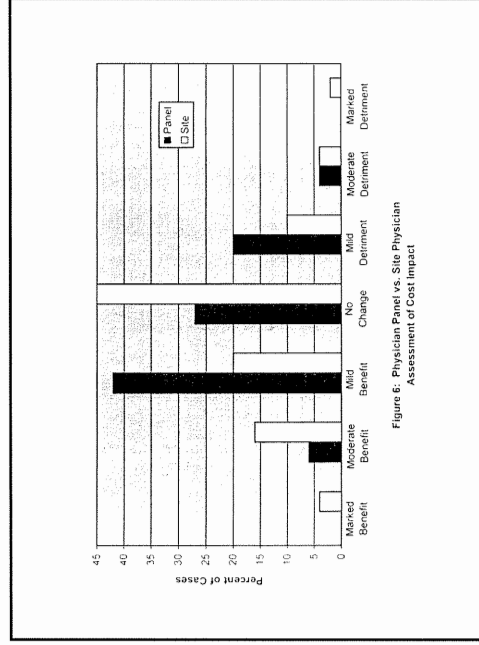 45
40
35
30
25
20
15
10
5
0
Percent of Cases
Panel
Site
Marked
Benefit
Moderate
Benefit
Mild
Benefit
No
Change
Mild
Detriment
Moderate
Detriment
Marked
Detriment
Figure 6: Physician Panel vs. Site Physician
Assessment of Cost Impact